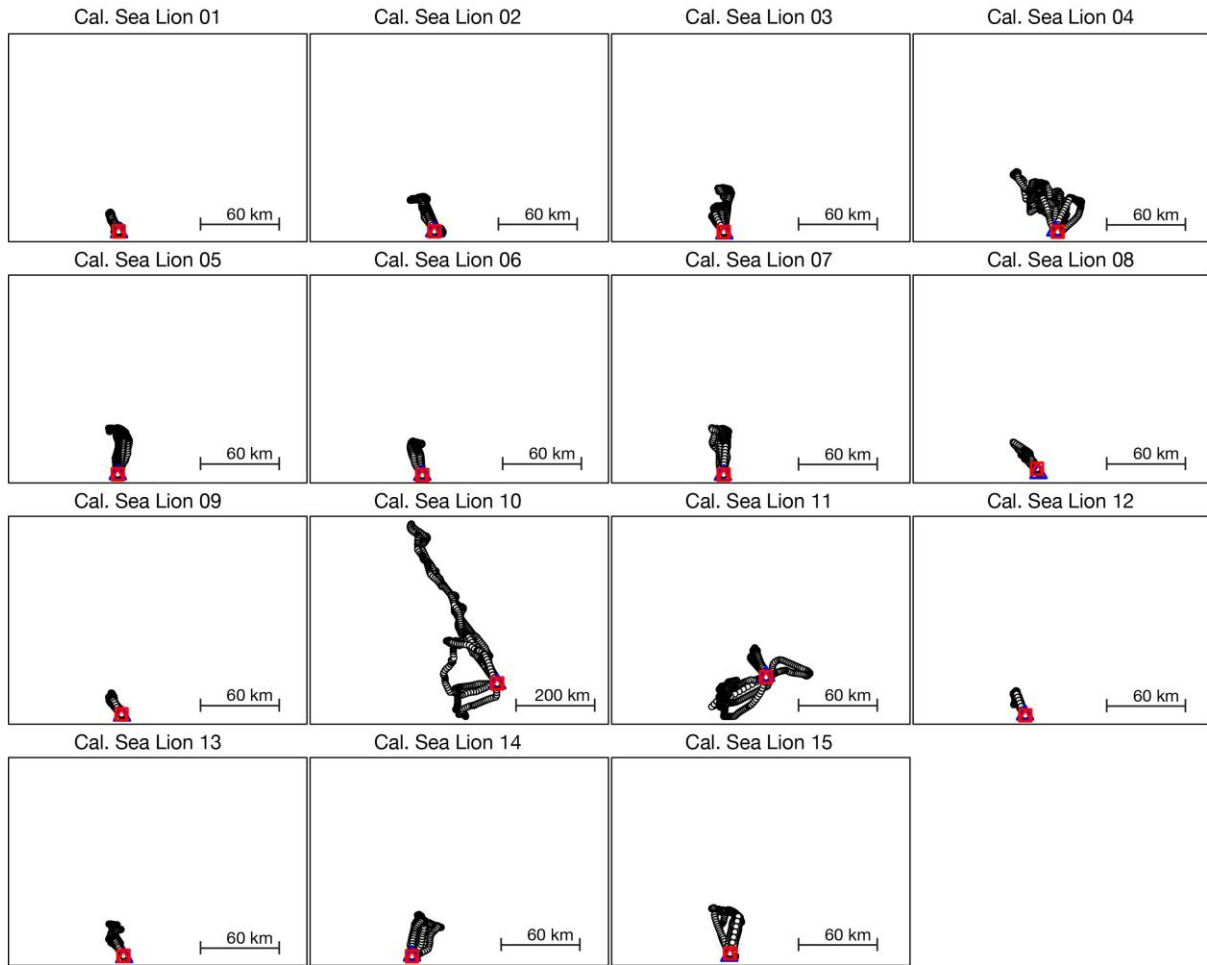 Cal. Sea Lion 01
Cal. Sea Lion 02
Cal. Sea Lion 03
Cal. Sea Lion 04
60 km
60 km
60 km
60 km
Cal. Sea Lion 05
Cal. Sea Lion 06
Cal. Sea Lion 07
Cal. Sea Lion 08
60 km
60 km
60 km
60 km
Cal. Sea Lion 09
Cal. Sea Lion 10
Cal. Sea Lion 11
Cal. Sea Lion 12
60 km
200 km
60 km
60 km
Cal. Sea Lion 13
Cal. Sea Lion 14
Cal. Sea Lion 15
60 km
60 km
60 km